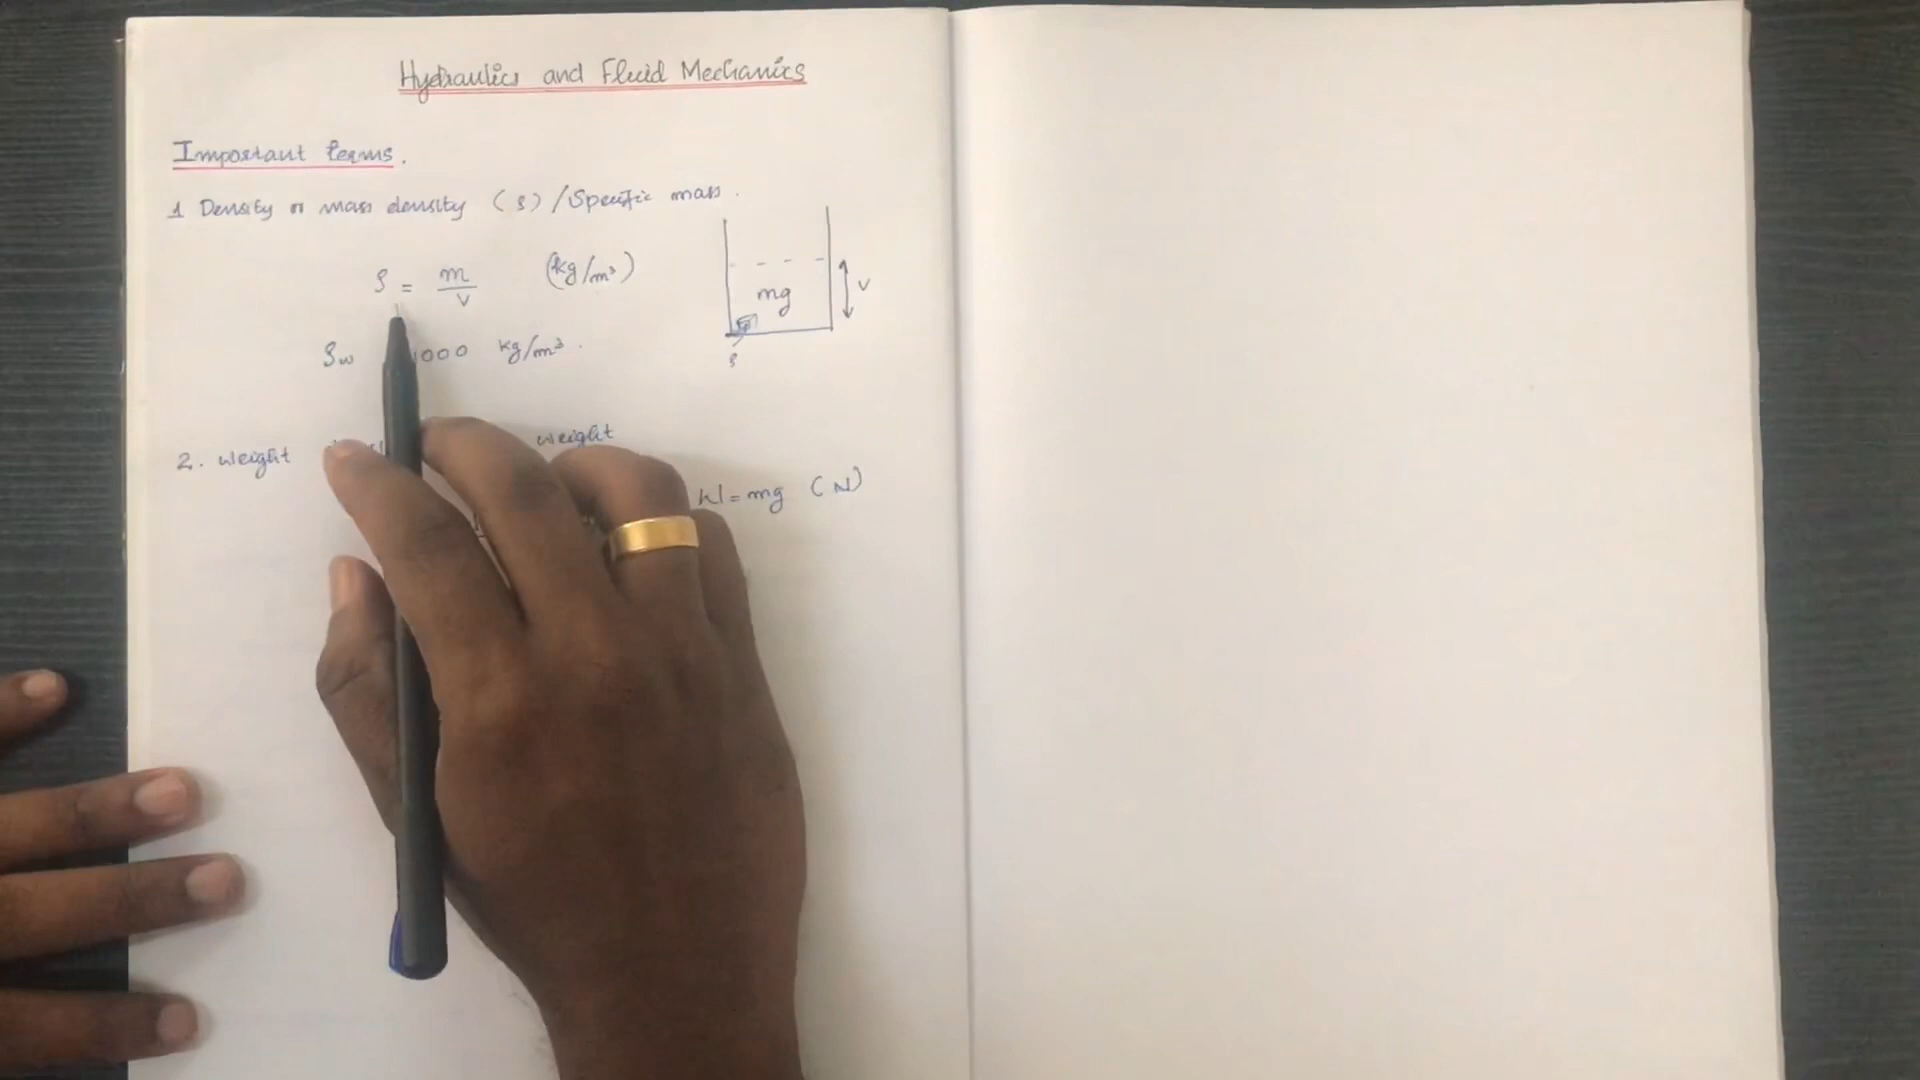 Hydraulics and Fluid Mechanics
Important terms.
1 Density or mass density (ρ) / Specific mass.
ρ = m/v (kg/m³)
mg
v
ρ
ρw 1000 kg/m³.
2. weight weight
W = mg (N)